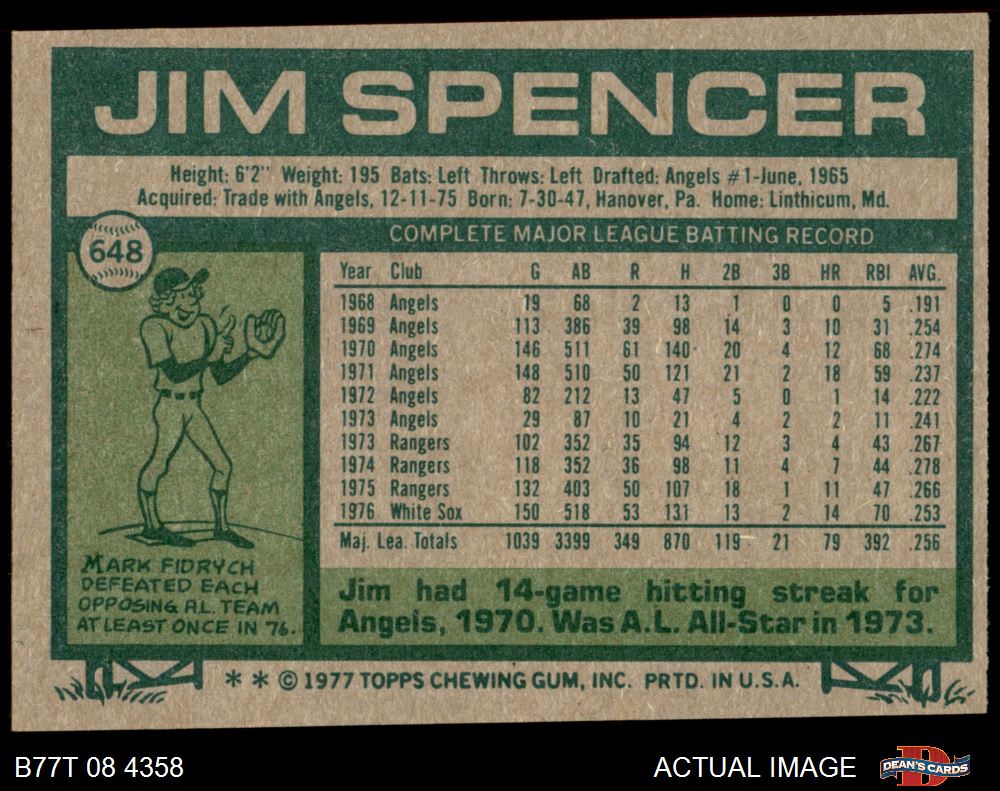 JIM SPENCER
Height: 6'2" Weight: 195 Bats: Left Throws: Left Drafted: Angels #1-June, 1965
Acquired: Trade with Angels, 12-11-75 Born: 7-30-47, Hanover, Pa. Home: Linthicum, Md.
648
COMPLETE MAJOR LEAGUE BATTING RECORD
Year Club G AB R H 2B 3B HR RBI AVG.
1968 Angels 19 68 2 13 1 0 0 5 .191
1969 Angels 113 386 39 98 14 3 10 31 .254
1970 Angels 146 511 61 140 20 4 12 68 .274
1971 Angels 148 510 50 121 21 2 18 59 .237
1972 Angels 82 212 13 47 5 0 1 14 .222
1973 Angels 29 87 10 21 4 2 2 11 .241
1973 Rangers 102 352 35 94 12 3 4 43 .267
1974 Rangers 118 352 36 98 11 4 7 44 .278
1975 Rangers 132 403 50 107 18 1 11 47 .266
1976 White Sox 150 518 53 131 13 2 14 70 .253
Maj. Lea. Totals 1039 3399 349 870 119 21 79 392 .256
MARK FIDRYCH
DEFEATED EACH
OPPOSING A.L. TEAM
AT LEAST ONCE IN 76.
Jim had 14-game hitting streak for
Angels, 1970. Was A.L. All-Star in 1973.
* * © 1977 TOPPS CHEWING GUM, INC. PRTD. IN U.S.A.
B77T 08 4358
ACTUAL IMAGE
DEAN'S CARDS